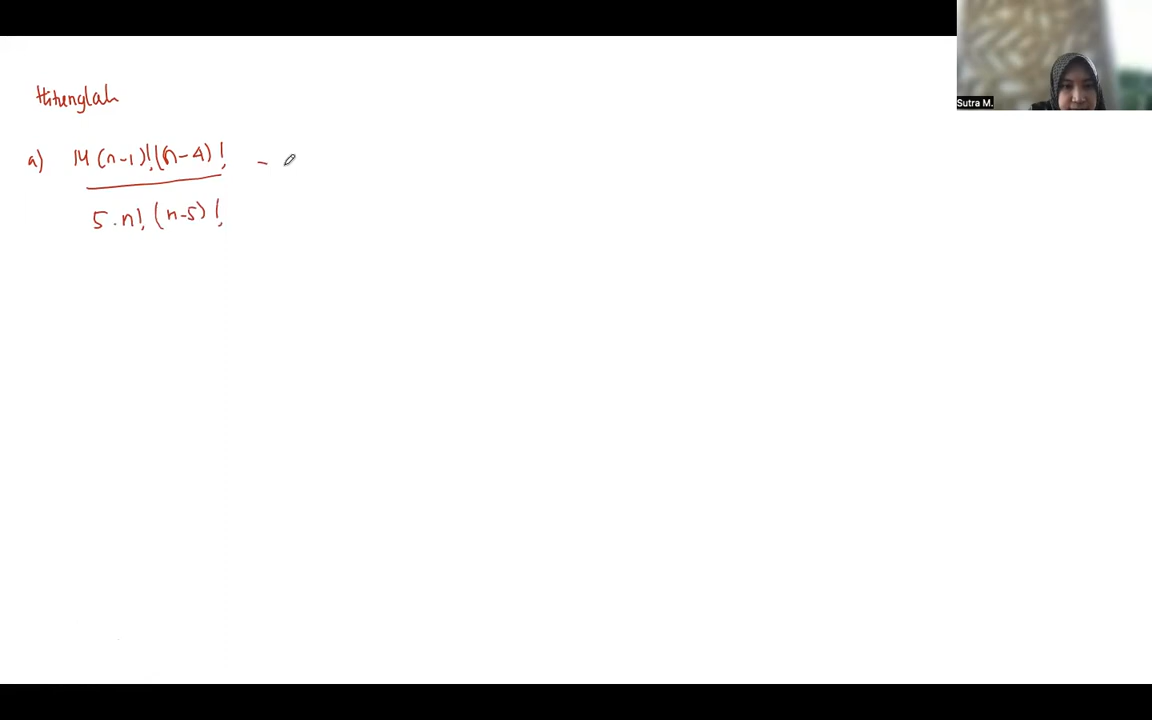 Hitunglah
a) 14 (n-1)! (n-4)! -
5 . n! (n-5)!
Sutra M.